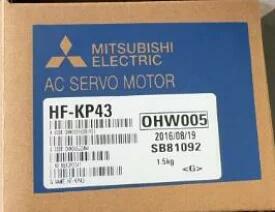 MITSUBISHI
ELECTRIC
AC SERVO MOTOR
HF-KP43
OHW005
2016/08/19
SB81092
1.5kg
<G>